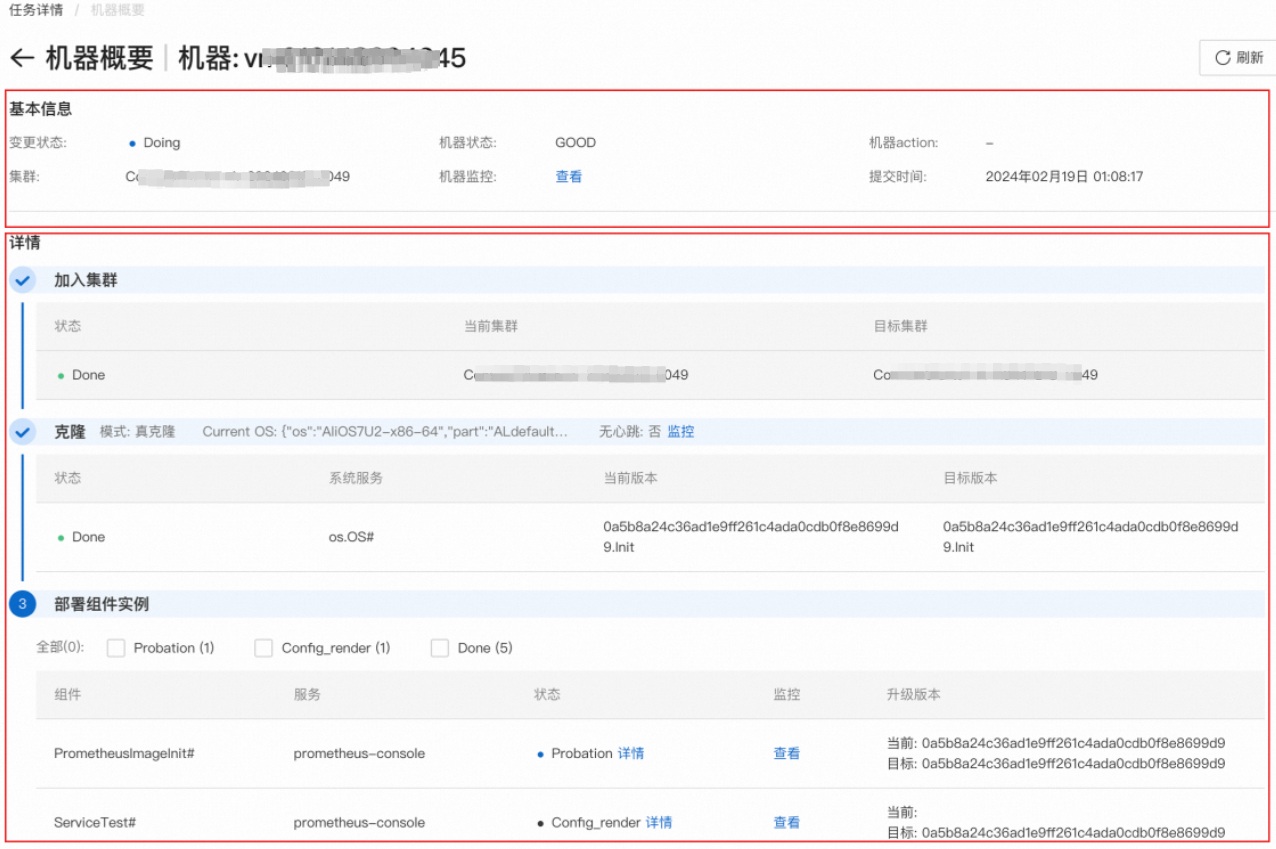 任务详情 / 机器概要
← 机器概要 | 机器: 45
刷新
基本信息
变更状态: Doing 机器状态: GOOD 机器action: –
集群: 049 机器监控: 查看 提交时间: 2024年02月19日 01:08:17
详情
加入集群
状态 当前集群 目标集群
Done 049 49
克隆 模式: 真克隆 Current OS: {"os":"AliOS7U2-x86-64","part":"ALdefault... 无心跳: 否 监控
状态 系统服务 当前版本 目标版本
Done os.OS# 0a5b8a24c36ad1e9ff261c4ada0cdb0f8e8699d 0a5b8a24c36ad1e9ff261c4ada0cdb0f8e8699d
9.Init 9.Init
3 部署组件实例
全部(0): Probation (1) Config_render (1) Done (5)
组件 服务 状态 监控 升级版本
PrometheusImageInit# prometheus-console Probation 详情 查看 当前: 0a5b8a24c36ad1e9ff261c4ada0cdb0f8e8699d9
目标: 0a5b8a24c36ad1e9ff261c4ada0cdb0f8e8699d9
ServiceTest# prometheus-console Config_render 详情 查看 当前:
目标: 0a5b8a24c36ad1e9ff261c4ada0cdb0f8e8699d9